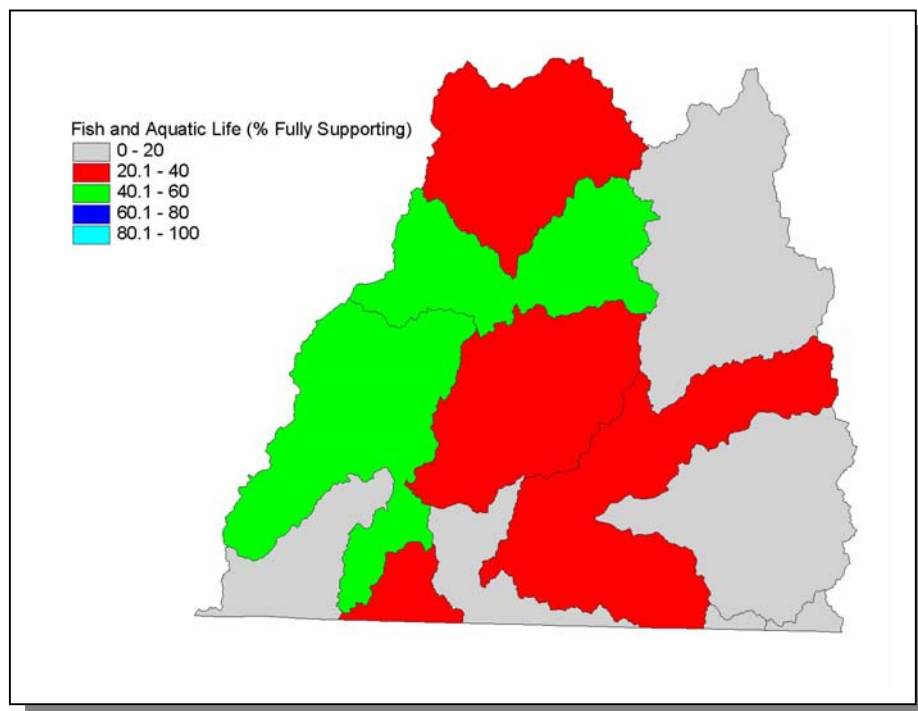 Fish and Aquatic Life (% Fully Supporting)
0 - 20
20.1 - 40
40.1 - 60
60.1 - 80
80.1 - 100